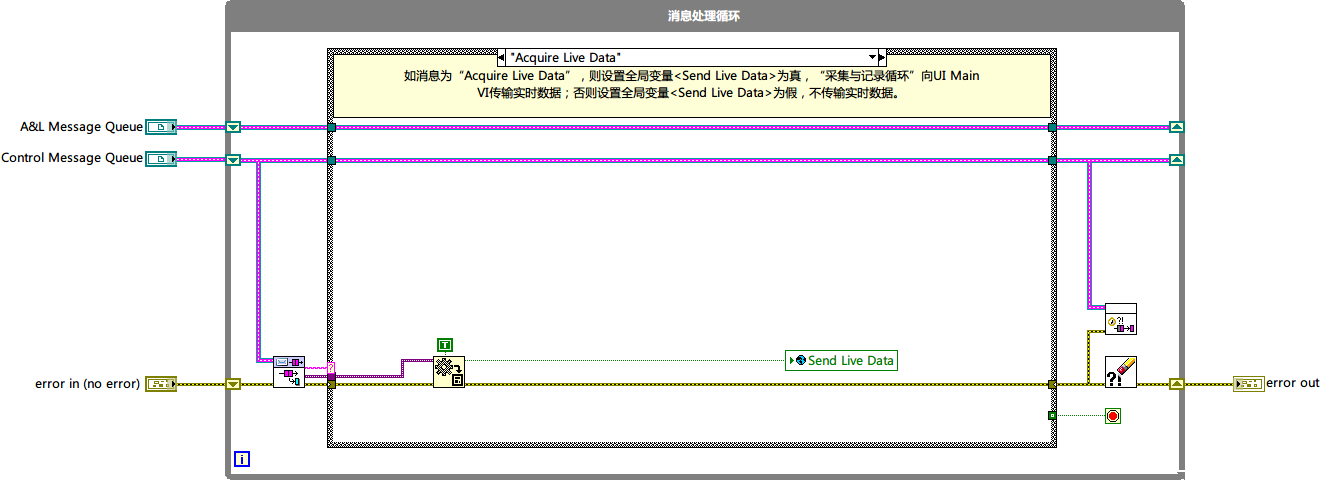 消息处理循环
"Acquire Live Data"
如消息为“Acquire Live Data”，则设置全局变量<Send Live Data>为真，“采集与记录循环”向UI Main
VI传输实时数据；否则设置全局变量<Send Live Data>为假，不传输实时数据。
A&L Message Queue
Control Message Queue
?!
T
Send Live Data
?
error in (no error)
?!
error out
i